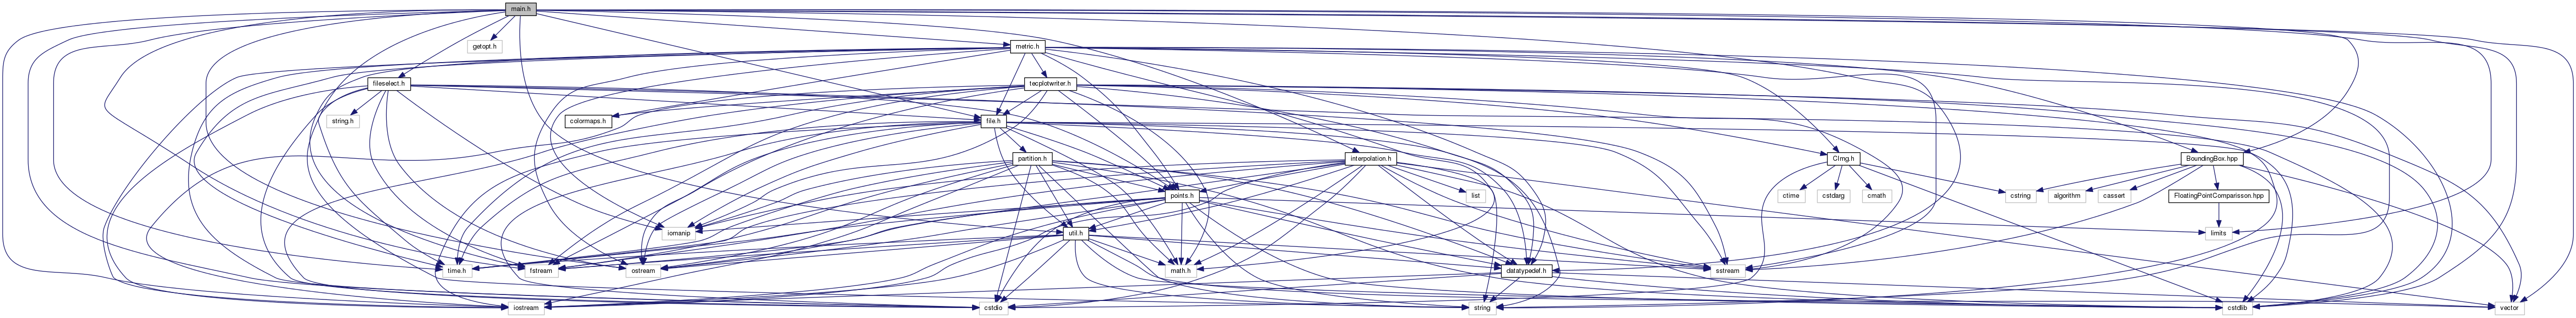 main.h
getopt.h
metric.h
fileselect.h
tecplotwriter.h
string.h
colormaps.h
file.h
partition.h
interpolation.h
CImg.h
BoundingBox.hpp
points.h
list
ctime
cstdarg
cmath
cstring
algorithm
cassert
FloatingPointComparisson.hpp
iomanip
util.h
limits
time.h
fstream
ostream
math.h
datatypedef.h
sstream
iostream
cstdio
string
cstdlib
vector